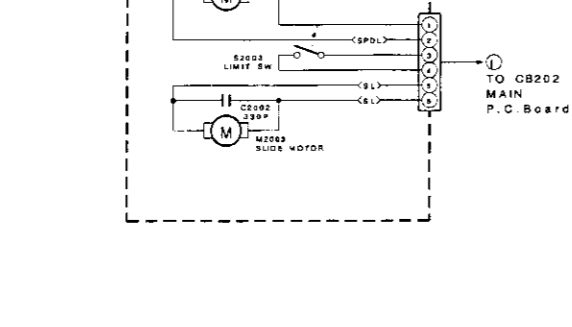 M
1
<SPDL>
2
S2003
3
LIMIT SW
4
TO CB202
<SL>
5
MAIN
C2002
<SL>
6
P.C.Board
330P
M
M2003
SLIDE MOTOR